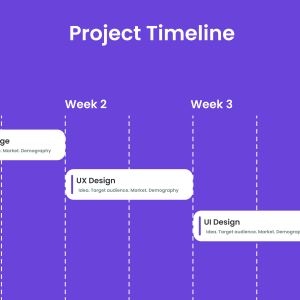 Project Timeline
Week 2
Week 3
ge
. Market. Demography
UX Design
Idea. Target audience. Market. Demography
UI Design
Idea. Target audience. Market. Demograp